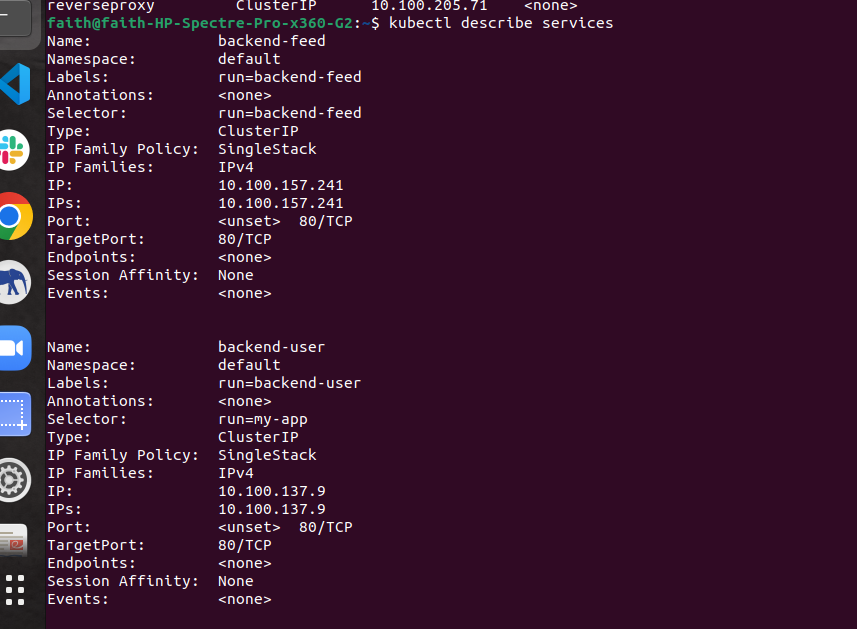 reverseproxy ClusterIP 10.100.205.71 <none>
faith@faith-HP-Spectre-Pro-x360-G2:~$ kubectl describe services
Name: backend-feed
Namespace: default
Labels: run=backend-feed
Annotations: <none>
Selector: run=backend-feed
Type: ClusterIP
IP Family Policy: SingleStack
IP Families: IPv4
IP: 10.100.157.241
IPs: 10.100.157.241
Port: <unset> 80/TCP
TargetPort: 80/TCP
Endpoints: <none>
Session Affinity: None
Events: <none>
Name: backend-user
Namespace: default
Labels: run=backend-user
Annotations: <none>
Selector: run=my-app
Type: ClusterIP
IP Family Policy: SingleStack
IP Families: IPv4
IP: 10.100.137.9
IPs: 10.100.137.9
Port: <unset> 80/TCP
TargetPort: 80/TCP
Endpoints: <none>
Session Affinity: None
Events: <none>